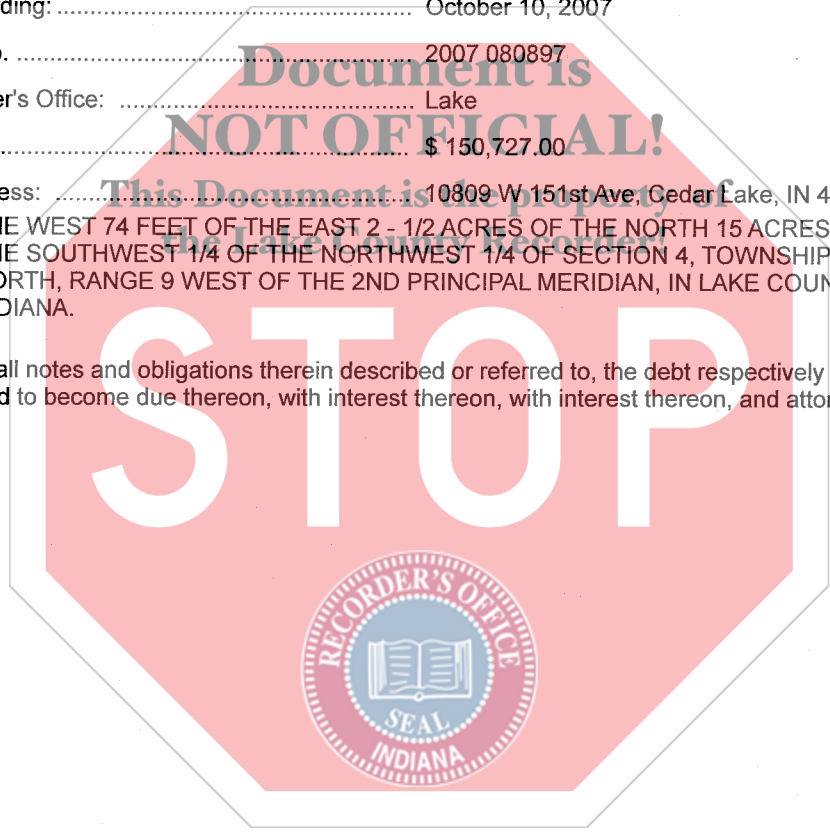 ding: ........................................................ October 10, 2007
. ........................................................ 2007 080897
er's Office: ........................................................ Lake
........................................................ $ 150,727.00
ess: ........................................................ 10809 W 151st Ave, Cedar Lake, IN 4
E WEST 74 FEET OF THE EAST 2 - 1/2 ACRES OF THE NORTH 15 ACRES
E SOUTHWEST 1/4 OF THE NORTHWEST 1/4 OF SECTION 4, TOWNSHIP
ORTH, RANGE 9 WEST OF THE 2ND PRINCIPAL MERIDIAN, IN LAKE COUN
DIANA.
all notes and obligations therein described or referred to, the debt respectively
d to become due thereon, with interest thereon, with interest thereon, and attor
Document is
NOT OFFICIAL!
This Document is the property of
the Lake County Recorder!
STOP
RECORDER'S OFFICE
SEAL
INDIANA